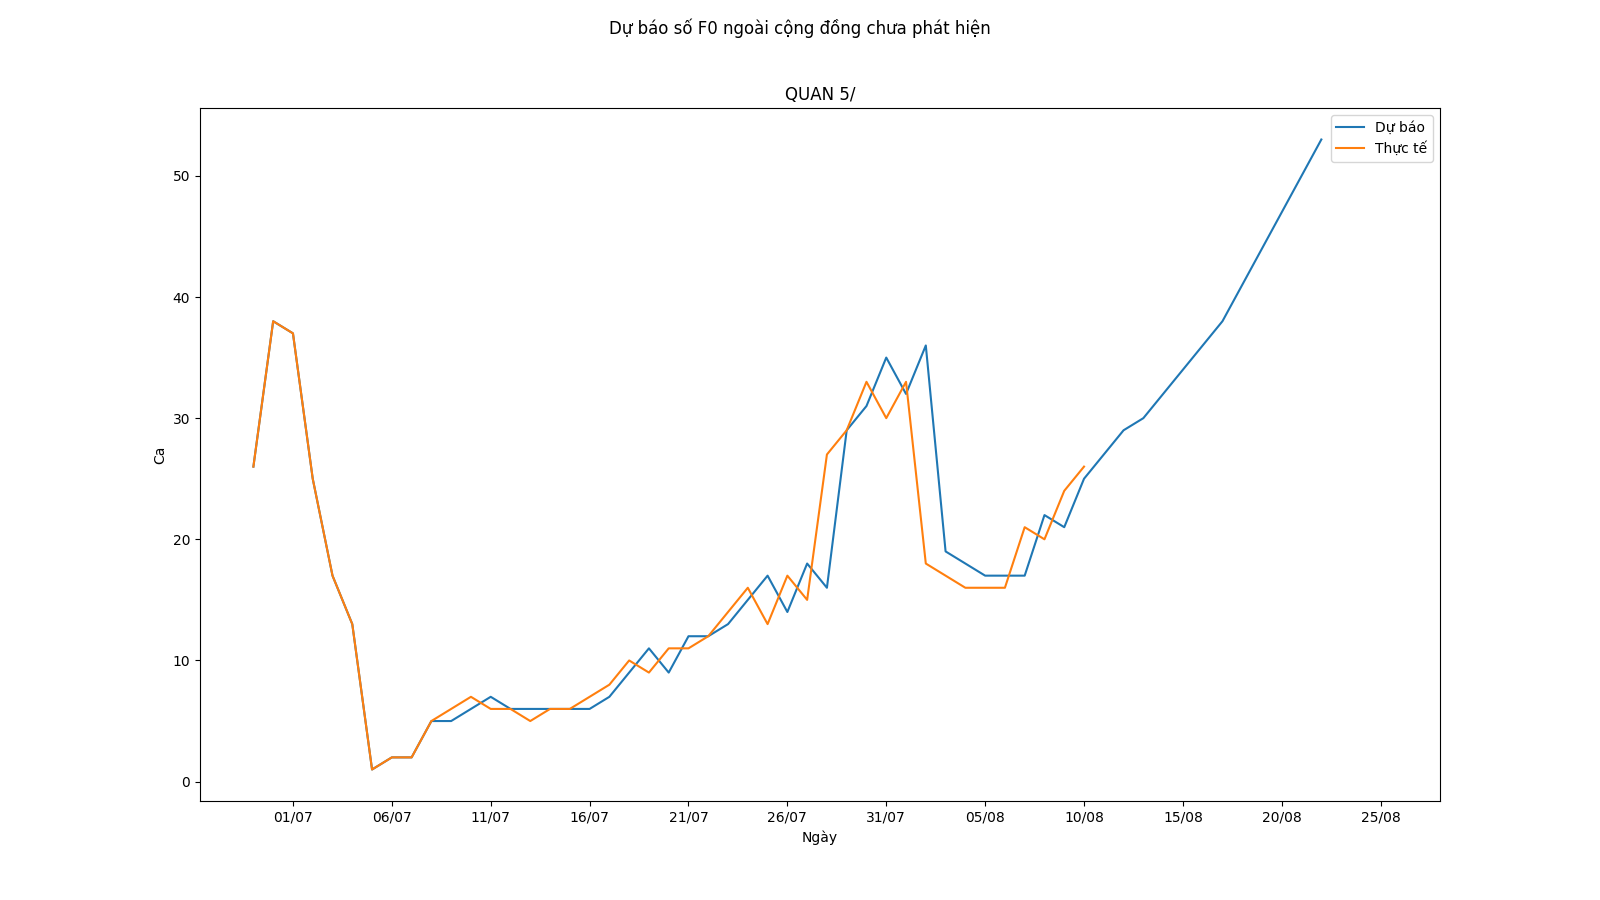 Dự báo số F0 ngoài cộng đồng chưa phát hiện
QUAN 5/
Dự báo
Thực tế
Ca
50
40
30
20
10
0
01/07 06/07 11/07 16/07 21/07 26/07 31/07 05/08 10/08 15/08 20/08 25/08
Ngày